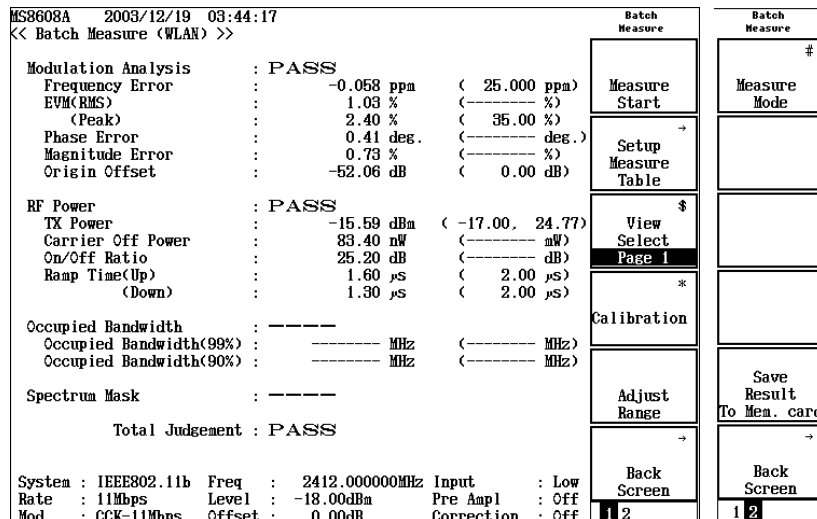 MS8608A 2003/12/19 03:44:17
<< Batch Measure (WLAN) >>
Modulation Analysis : PASS
Frequency Error : -0.058 ppm ( 25.000 ppm)
EVM(RMS) : 1.03 % (-------- %)
(Peak) : 2.40 % ( 35.00 %)
Phase Error : 0.41 deg. (-------- deg.)
Magnitude Error : 0.73 % (-------- %)
Origin Offset : -52.06 dB ( 0.00 dB)
RF Power : PASS
TX Power : -15.59 dBm ( -17.00, 24.77)
Carrier Off Power : 83.40 nW (-------- mW)
On/Off Ratio : 25.20 dB (-------- dB)
Ramp Time(Up) : 1.60 μs ( 2.00 μs)
(Down) : 1.30 μs ( 2.00 μs)
Occupied Bandwidth : ----
Occupied Bandwidth(99%) : -------- MHz (-------- MHz)
Occupied Bandwidth(90%) : -------- MHz (-------- MHz)
Spectrum Mask : ----
Total Judgement : PASS
System : IEEE802.11b Freq : 2412.000000MHz Input : Low
Rate : 11Mbps Level : -18.00dBm Pre Ampl : Off
Mod : CCK-11Mbps Offset : 0.00dB Correction : Off
Batch
Measure
Measure
Start
→
Setup
Measure
Table
$
View
Select
Page 1
*
Calibration
Adjust
Range
→
Back
Screen
1 2
Batch
Measure
#
Measure
Mode
Save
Result
To Mem. card
→
Back
Screen
1 2